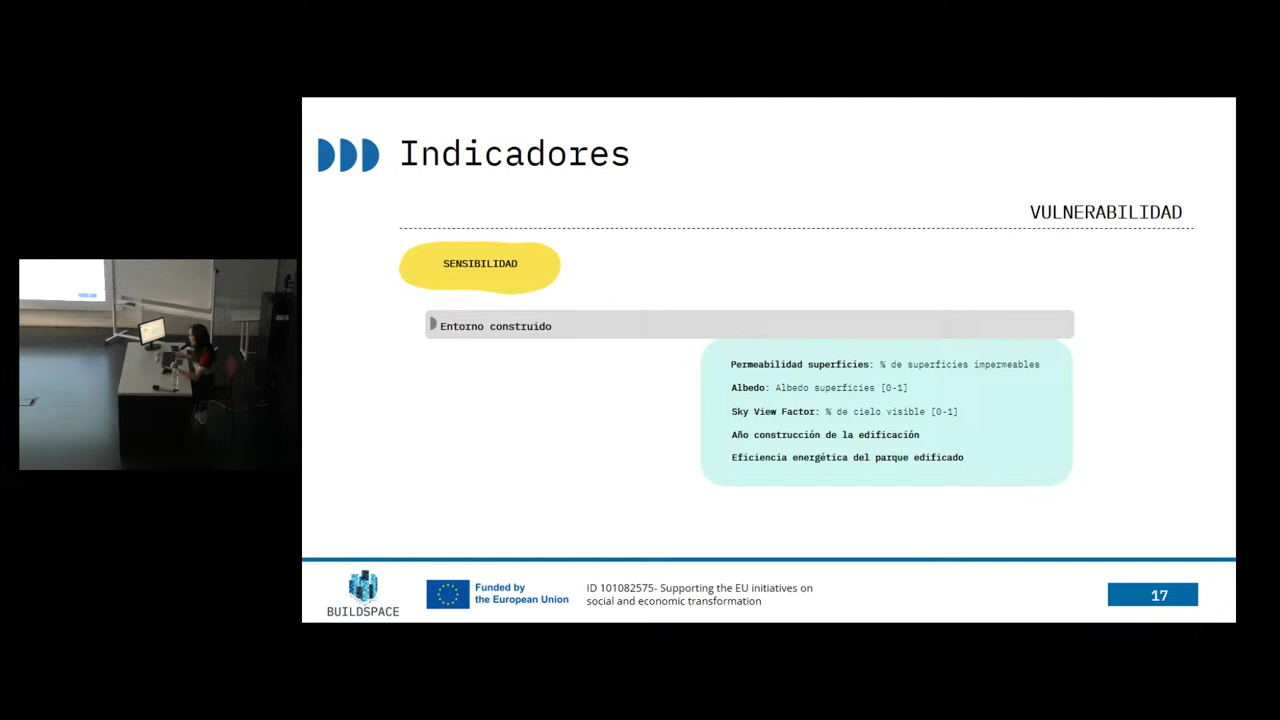 Indicadores
VULNERABILIDAD
SENSIBILIDAD
Entorno construido
Permeabilidad superficies: % de superficies impermeables
Albedo: Albedo superficies [0-1]
Sky View Factor: % de cielo visible [0-1]
Año construcción de la edificación
Eficiencia energética del parque edificado
BUILDSPACE
Funded by
the European Union
ID 101082575- Supporting the EU initiatives on
social and economic transformation
17